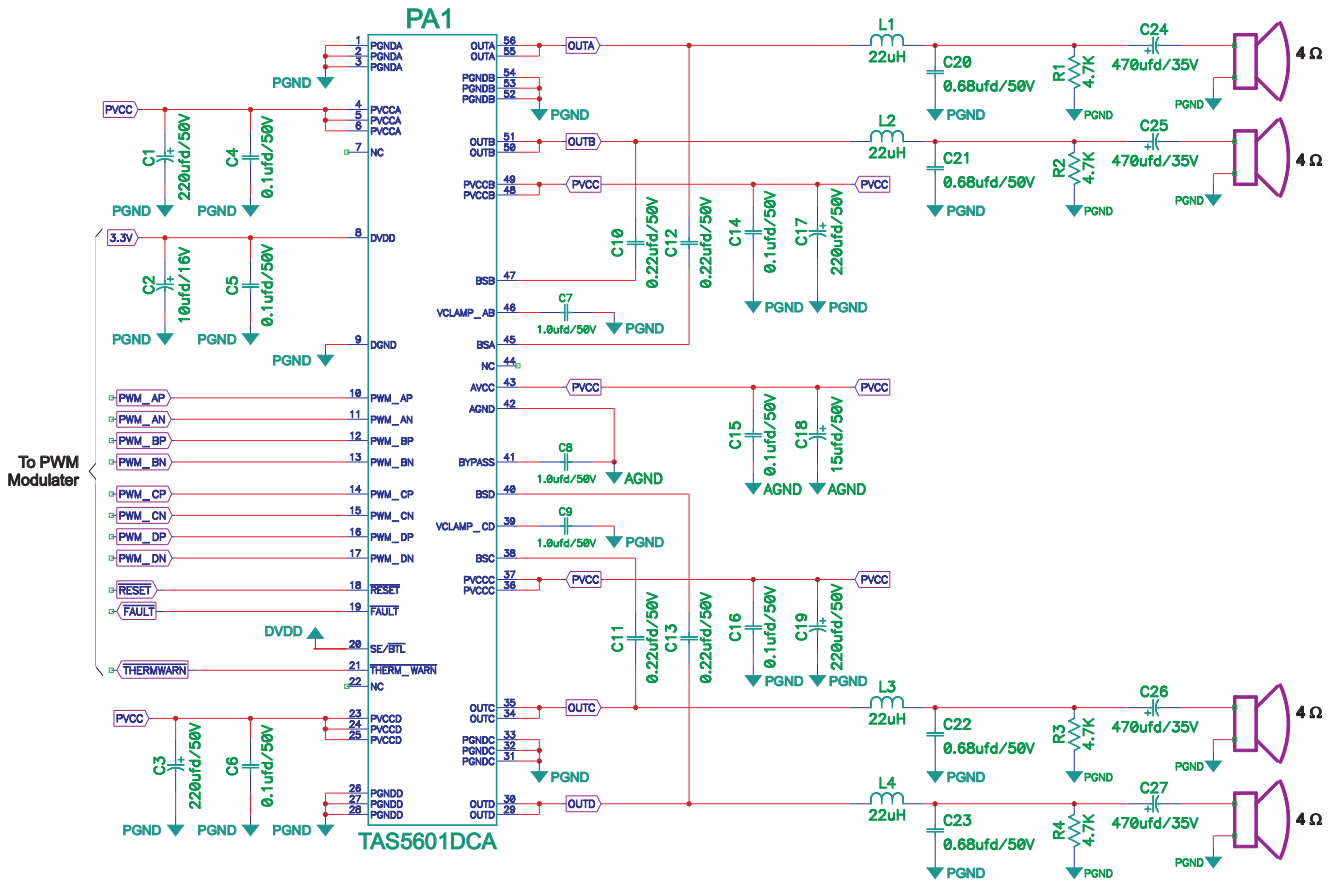 PA1
1 PGNDA
2 PGNDA
3 PGNDA
PGND
PVCC
4 PVCCA
5 PVCCA
6 PVCCA
7 NC
C1
220ufd/50V
C4
0.1ufd/50V
PGND
PGND
3.3V
8 DVDD
C2
10ufd/16V
C5
0.1ufd/50V
PGND
PGND
PGND
9 DGND
To PWM
Modulater
PWM_AP 10 PWM_AP
PWM_AN 11 PWM_AN
PWM_BP 12 PWM_BP
PWM_BN 13 PWM_BN
PWM_CP 14 PWM_CP
PWM_CN 15 PWM_CN
PWM_DP 16 PWM_DP
PWM_DN 17 PWM_DN
RESET 18 RESET
FAULT 19 FAULT
DVDD
20 SE/BTL
THERMWARN 21 THERM_WARN
22 NC
PVCC
23 PVCCD
24 PVCCD
25 PVCCD
C3
220ufd/50V
C6
0.1ufd/50V
26 PGNDD
27 PGNDD
28 PGNDD
PGND
PGND
PGND
TAS5601DCA
OUTA 56
OUTA 55
OUTA
PGNDB 54
PGNDB 53
PGNDB 52
PGND
OUTB 51
OUTB 50
OUTB
PVCCB 49
PVCCB 48
PVCC
PVCC
C10
0.22ufd/50V
C12
0.22ufd/50V
C14
0.1ufd/50V
C17
220ufd/50V
PGND
PGND
BSB 47
VCLAMP_AB 46
C7
1.0ufd/50V
PGND
BSA 45
NC 44
AVCC 43
PVCC
PVCC
AGND 42
C15
0.1ufd/50V
C18
15ufd/50V
AGND
AGND
BYPASS 41
C8
1.0ufd/50V
AGND
BSD 40
VCLAMP_CD 39
C9
1.0ufd/50V
PGND
BSC 38
PVCCC 37
PVCCC 36
PVCC
PVCC
C11
0.22ufd/50V
C13
0.22ufd/50V
C16
0.1ufd/50V
C19
220ufd/50V
PGND
PGND
OUTC 35
OUTC 34
OUTC
PGNDC 33
PGNDC 32
PGNDC 31
PGND
OUTD 30
OUTD 29
OUTD
L1
22uH
C20
0.68ufd/50V
PGND
R1
4.7K
PGND
C24
470ufd/35V
PGND
4 Ω
L2
22uH
C21
0.68ufd/50V
PGND
R2
4.7K
PGND
C25
470ufd/35V
PGND
4 Ω
L3
22uH
C22
0.68ufd/50V
PGND
R3
4.7K
PGND
C26
470ufd/35V
PGND
4 Ω
L4
22uH
C23
0.68ufd/50V
PGND
R4
4.7K
PGND
C27
470ufd/35V
PGND
4 Ω